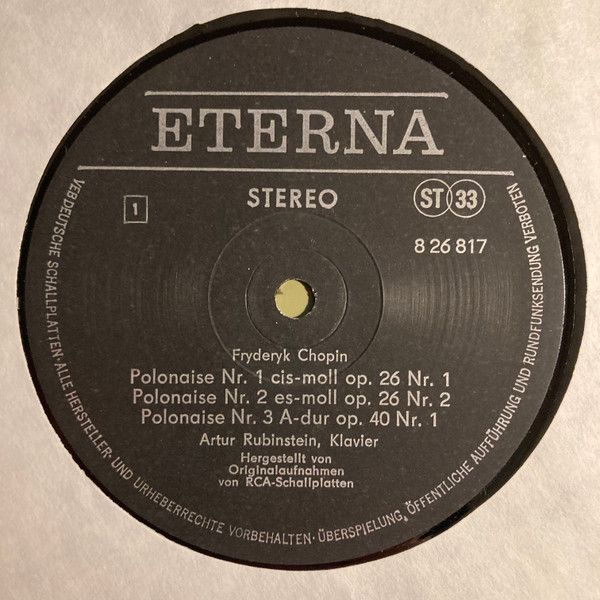 ETERNA
1
STEREO
ST 33
8 26 817
Fryderyk Chopin
Polonaise Nr. 1 cis-moll op. 26 Nr. 1
Polonaise Nr. 2 es-moll op. 26 Nr. 2
Polonaise Nr. 3 A-dur op. 40 Nr. 1
Artur Rubinstein, Klavier
Hergestellt von
Originalaufnahmen
von RCA-Schallplatten
VEB DEUTSCHE SCHALLPLATTEN · ALLE HERSTELLER- UND URHEBERRECHTE VORBEHALTEN · ÜBERSPIELUNG, ÖFFENTLICHE AUFFÜHRUNG UND RUNDFUNKSENDUNG VERBOTEN